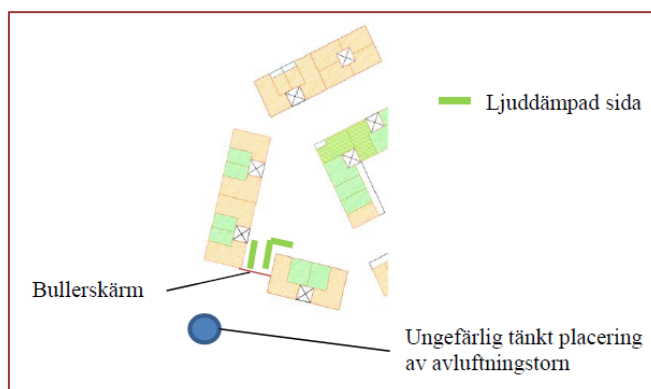 Ljuddämpad sida
Bullerskärm
Ungefärlig tänkt placering
av avluftningstorn